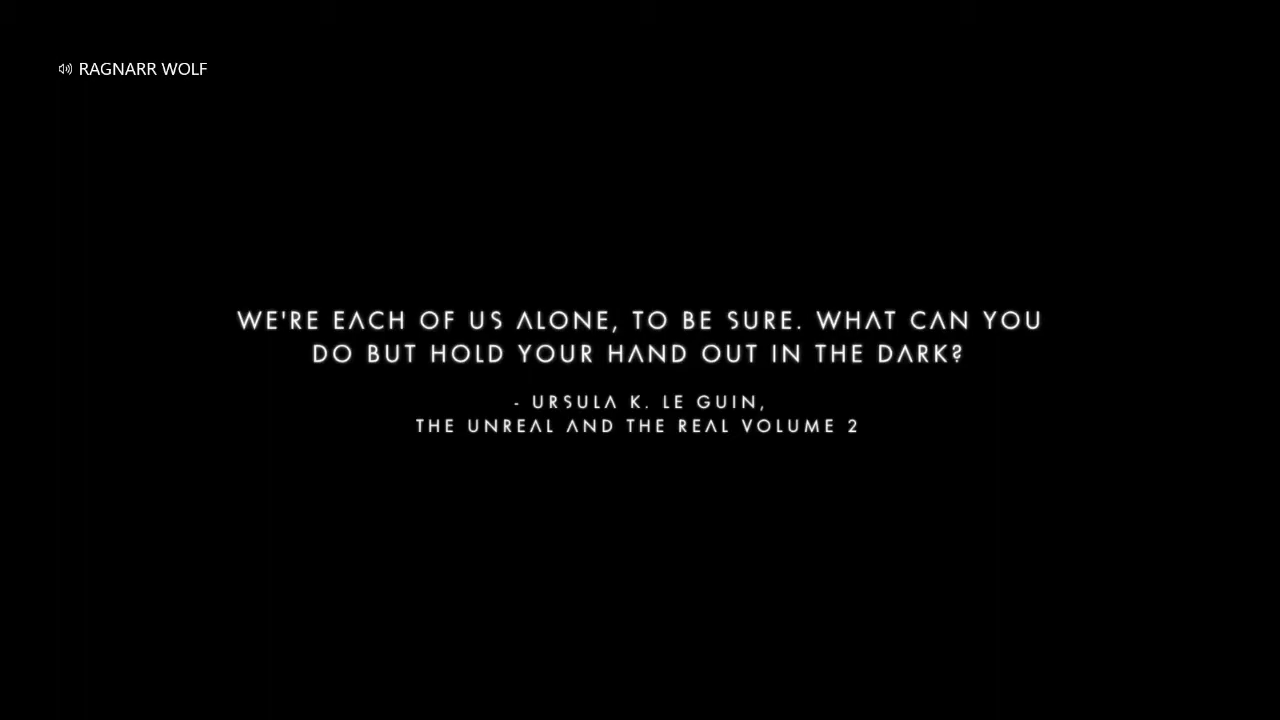 RAGNARR WOLF
WE'RE EACH OF US ALONE, TO BE SURE. WHAT CAN YOU
DO BUT HOLD YOUR HAND OUT IN THE DARK?
- URSULA K. LE GUIN,
THE UNREAL AND THE REAL VOLUME 2